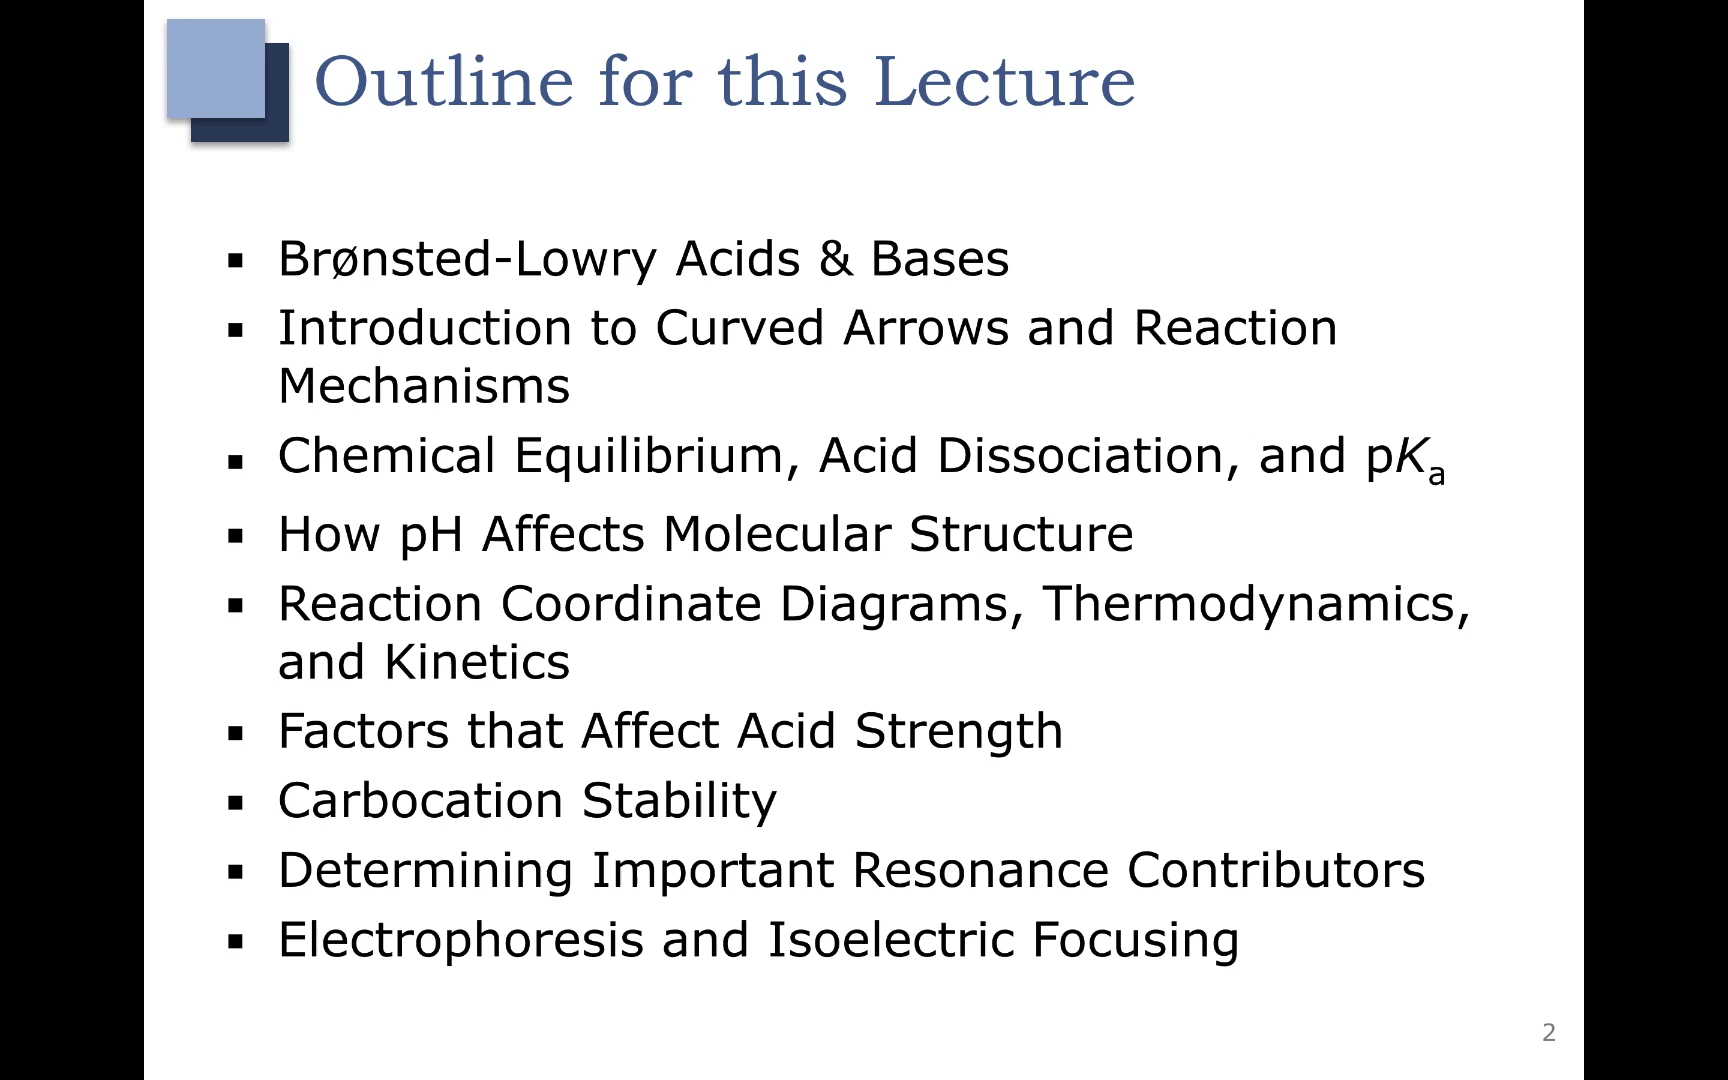 Outline for this Lecture
▪ Brønsted-Lowry Acids & Bases
▪ Introduction to Curved Arrows and Reaction
Mechanisms
▪ Chemical Equilibrium, Acid Dissociation, and pKa
▪ How pH Affects Molecular Structure
▪ Reaction Coordinate Diagrams, Thermodynamics,
and Kinetics
▪ Factors that Affect Acid Strength
▪ Carbocation Stability
▪ Determining Important Resonance Contributors
▪ Electrophoresis and Isoelectric Focusing
2